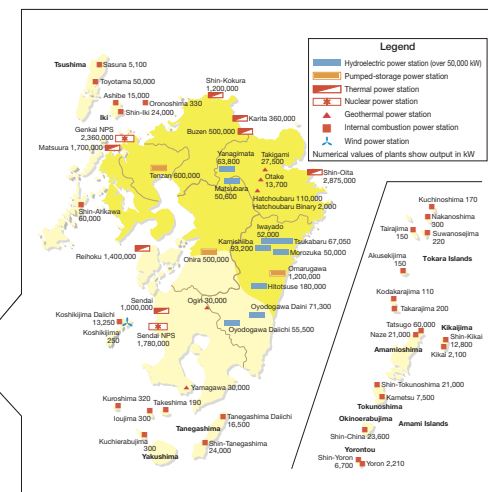 Legend
Hydroelectric power station (over 50,000 kW)
Pumped-storage power station
Thermal power station
Nuclear power station
Geothermal power station
Internal combustion power station
Wind power station
Numerical values of plants show output in kW
Tsushima
Sasuna 5,100
Toyotama 50,000
Ashibe 15,000
Oronoshima 330
Iki
Shin-Iki 24,000
Genkai NPS
2,360,000
Matsuura 1,700,000
Shin-Kokura
1,200,000
Karita 360,000
Buzen 500,000
Yanagimata
63,800
Takigami
27,500
Tenzan 600,000
Matsubara
50,600
Otake
13,700
Shin-Oita
2,875,000
Hatchoubaru 110,000
Hatchoubaru Binary 2,000
Shin-Arikawa
60,000
Iwayado
52,000
Kamishiiba
93,200
Tsukabaru 67,050
Morozuka 50,000
Reihoku 1,400,000
Ohira 500,000
Omarugawa
1,200,000
Hitotsuse 180,000
Sendai
1,000,000
Ogiri 30,000
Oyodogawa Daini 71,300
Koshikijima Daiichi
13,250
Koshikijima
250
Sendai NPS
1,780,000
Oyodogawa Daiichi 55,500
Yamagawa 30,000
Kuroshima 320
Takeshima 190
Ioujima 300
Tanegashima Daiichi
16,500
Tanegashima
Kuchierabujima
300
Shin-Tanegashima
24,000
Yakushima
Kuchinoshima 170
Nakanoshima
300
Tairajima
150
Suwanosejima
220
Tokara Islands
Akusekijima
150
Kodakarajima 110
Takarajima 200
Tatsugo 60,000
Kikaijima
Naze 21,000
Shin-Kikai
12,800
Amamioshima
Kikai 2,100
Shin-Tokunoshima 21,000
Kametsu 7,500
Tokunoshima
Okinoerabujima
Amami Islands
Shin-China 23,600
Yorontou
Shin-Yoron
6,700
Yoron 2,210